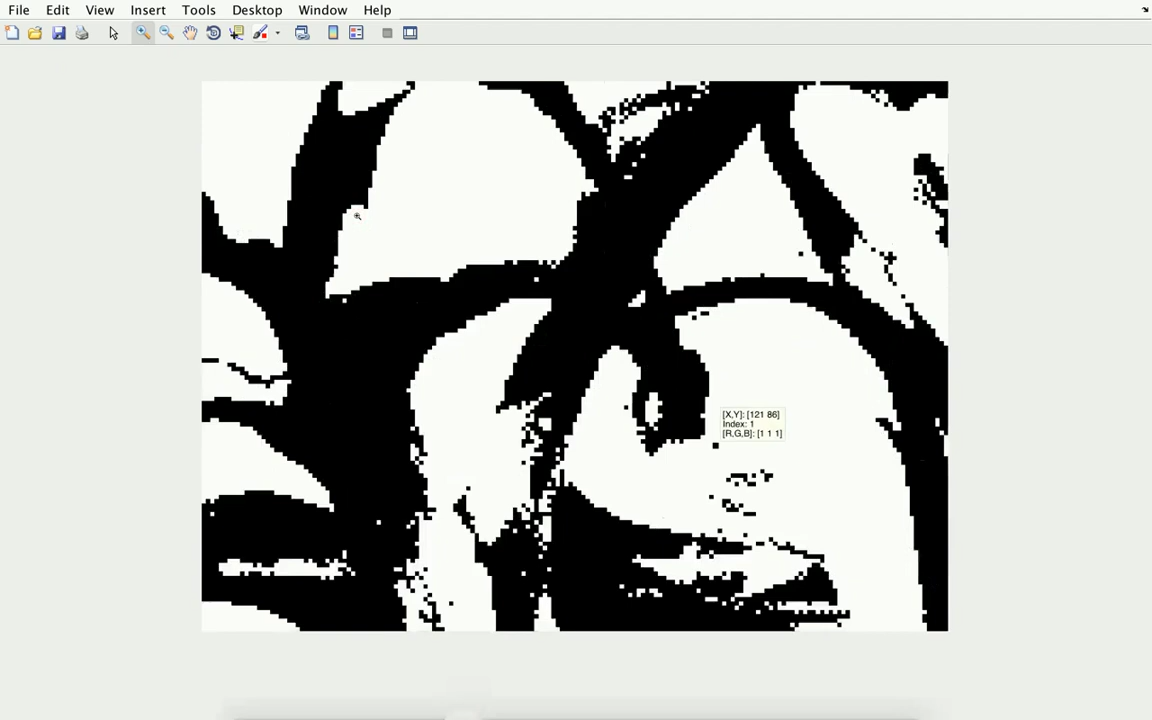 File Edit View Insert Tools Desktop Window Help
[X,Y]: [121 86]
Index: 1
[R,G,B]: [1 1 1]